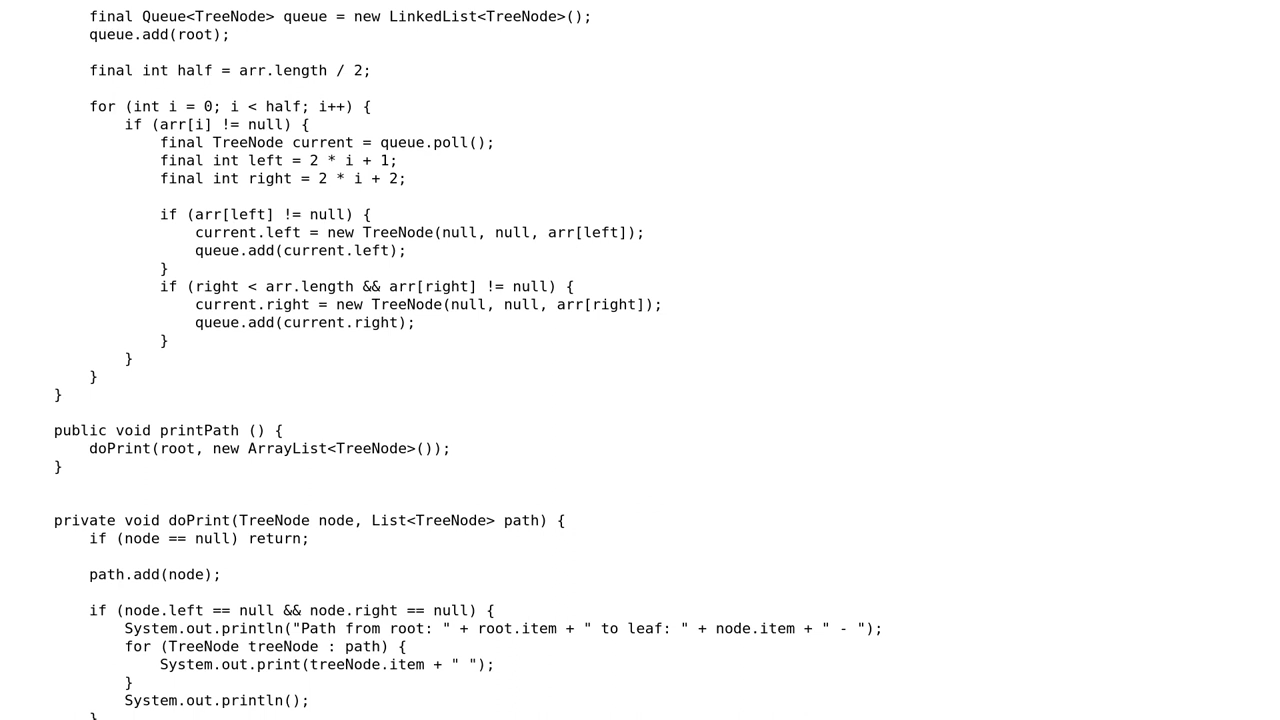 final Queue<TreeNode> queue = new LinkedList<TreeNode>();
queue.add(root);
final int half = arr.length / 2;
for (int i = 0; i < half; i++) {
if (arr[i] != null) {
final TreeNode current = queue.poll();
final int left = 2 * i + 1;
final int right = 2 * i + 2;
if (arr[left] != null) {
current.left = new TreeNode(null, null, arr[left]);
queue.add(current.left);
}
if (right < arr.length && arr[right] != null) {
current.right = new TreeNode(null, null, arr[right]);
queue.add(current.right);
}
}
}
}
public void printPath () {
doPrint(root, new ArrayList<TreeNode>());
}
private void doPrint(TreeNode node, List<TreeNode> path) {
if (node == null) return;
path.add(node);
if (node.left == null && node.right == null) {
System.out.println("Path from root: " + root.item + " to leaf: " + node.item + " - ");
for (TreeNode treeNode : path) {
System.out.print(treeNode.item + " ");
}
System.out.println();
}